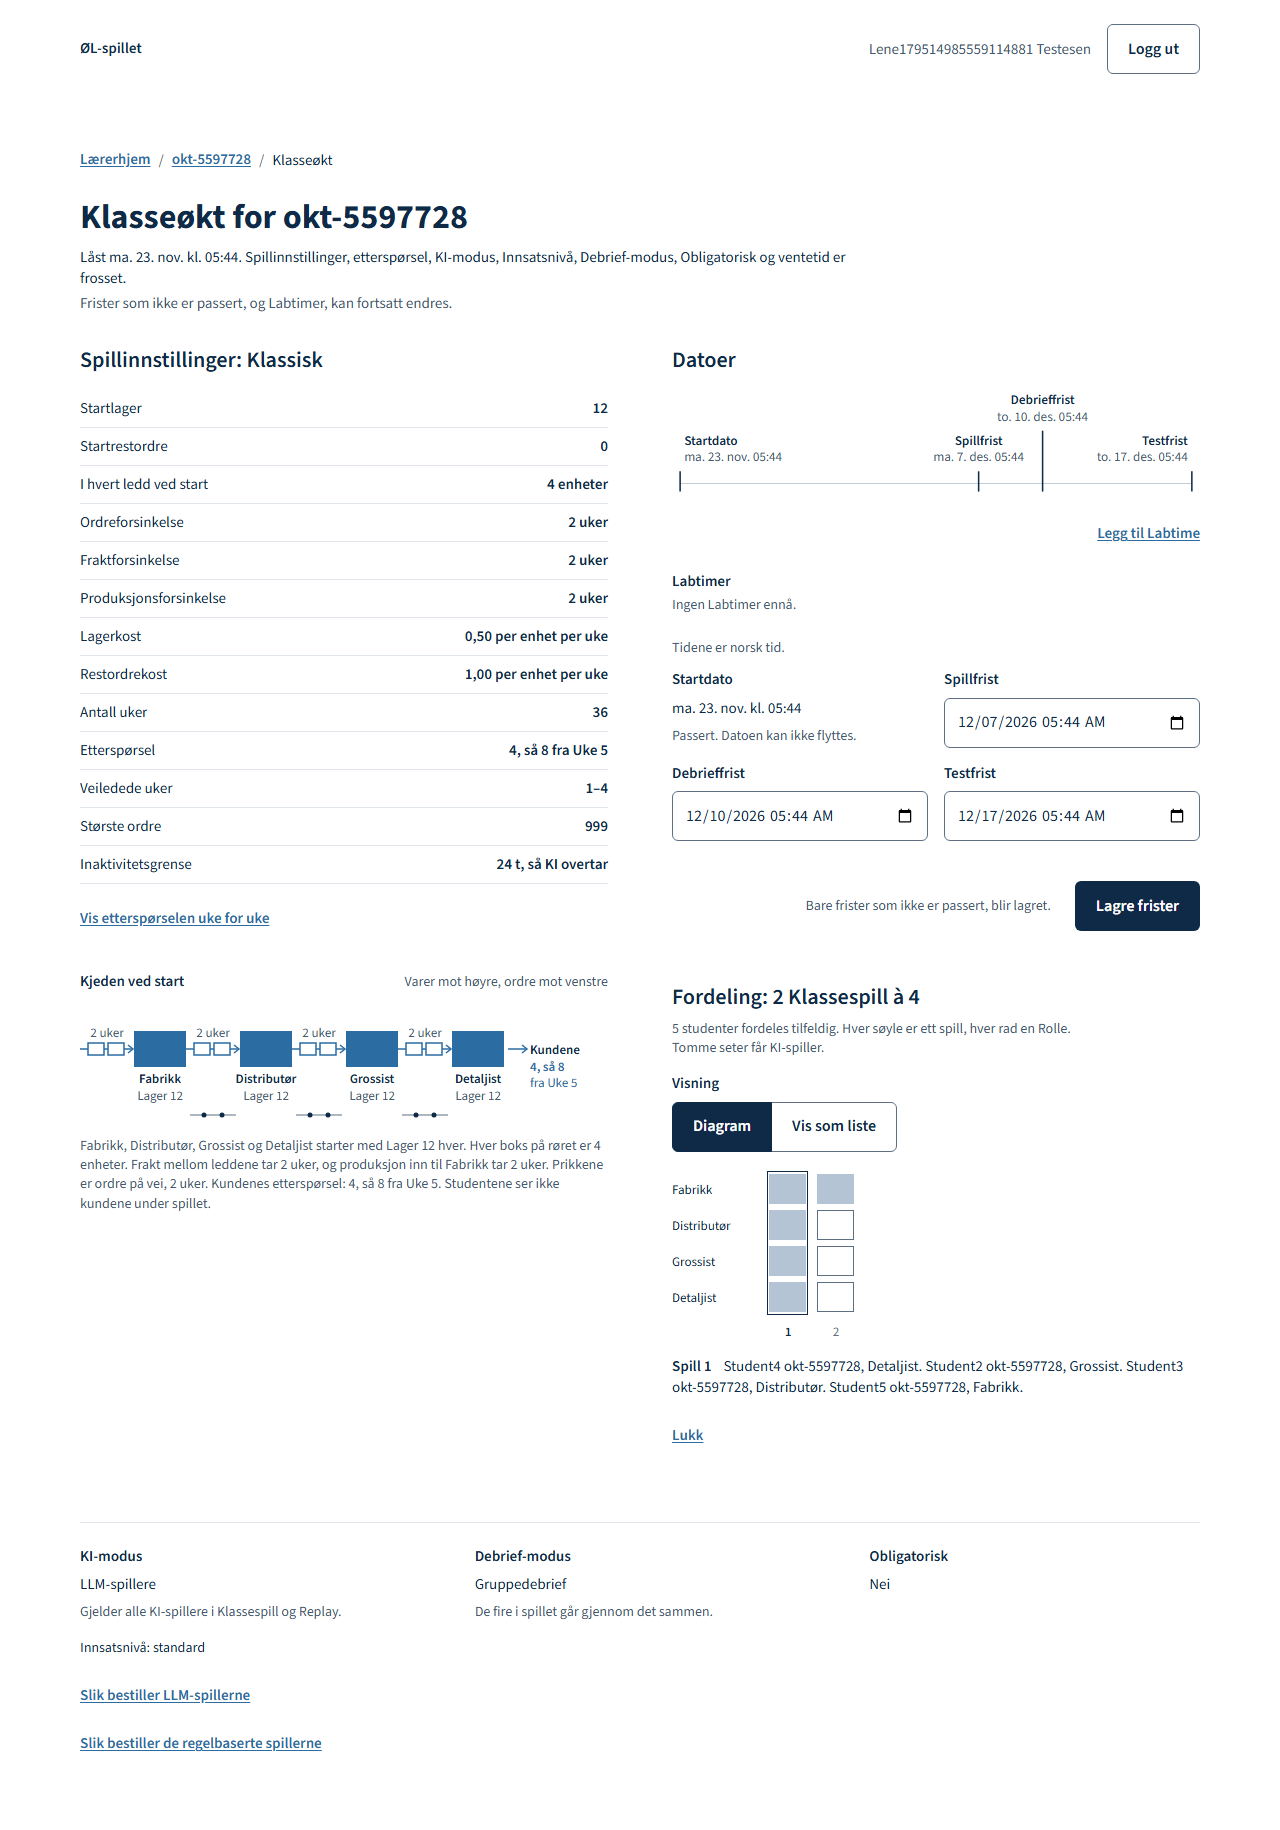 ØL-spillet
Lene179514985559114881 Testesen
Logg ut
Lærerhjem / okt-5597728 / Klasseøkt
Klasseøkt for okt-5597728
Låst ma. 23. nov. kl. 05:44. Spillinnstillinger, etterspørsel, KI-modus, Innsatsnivå, Debrief-modus, Obligatorisk og ventetid er
frosset.
Frister som ikke er passert, og Labtimer, kan fortsatt endres.
Spillinnstillinger: Klassisk
Startlager 12
Startrestordre 0
I hvert ledd ved start 4 enheter
Ordreforsinkelse 2 uker
Fraktforsinkelse 2 uker
Produksjonsforsinkelse 2 uker
Lagerkost 0,50 per enhet per uke
Restordrekost 1,00 per enhet per uke
Antall uker 36
Etterspørsel 4, så 8 fra Uke 5
Veiledede uker 1–4
Største ordre 999
Inaktivitetsgrense 24 t, så KI overtar
Vis etterspørselen uke for uke
Kjeden ved start Varer mot høyre, ordre mot venstre
2 uker 2 uker 2 uker 2 uker
Kundene
4, så 8
fra Uke 5
Fabrikk Distributør Grossist Detaljist
Lager 12 Lager 12 Lager 12 Lager 12
Fabrikk, Distributør, Grossist og Detaljist starter med Lager 12 hver. Hver boks på røret er 4
enheter. Frakt mellom leddene tar 2 uker, og produksjon inn til Fabrikk tar 2 uker. Prikkene
er ordre på vei, 2 uker. Kundenes etterspørsel: 4, så 8 fra Uke 5. Studentene ser ikke
kundene under spillet.
Datoer
Debrieffrist
to. 10. des. 05:44
Startdato Spillfrist Testfrist
ma. 23. nov. 05:44 ma. 7. des. 05:44 to. 17. des. 05:44
Legg til Labtime
Labtimer
Ingen Labtimer ennå.
Tidene er norsk tid.
Startdato Spillfrist
ma. 23. nov. kl. 05:44
12/07/2026 05:44 AM
Passert. Datoen kan ikke flyttes.
Debrieffrist Testfrist
12/10/2026 05:44 AM 12/17/2026 05:44 AM
Bare frister som ikke er passert, blir lagret. Lagre frister
Fordeling: 2 Klassespill à 4
5 studenter fordeles tilfeldig. Hver søyle er ett spill, hver rad en Rolle.
Tomme seter får KI-spiller.
Visning
Diagram Vis som liste
Fabrikk
Distributør
Grossist
Detaljist
1 2
Spill 1 Student4 okt-5597728, Detaljist. Student2 okt-5597728, Grossist. Student3
okt-5597728, Distributør. Student5 okt-5597728, Fabrikk.
Lukk
KI-modus Debrief-modus Obligatorisk
LLM-spillere Gruppedebrief Nei
Gjelder alle KI-spillere i Klassespill og Replay. De fire i spillet går gjennom det sammen.
Innsatsnivå: standard
Slik bestiller LLM-spillerne
Slik bestiller de regelbaserte spillerne